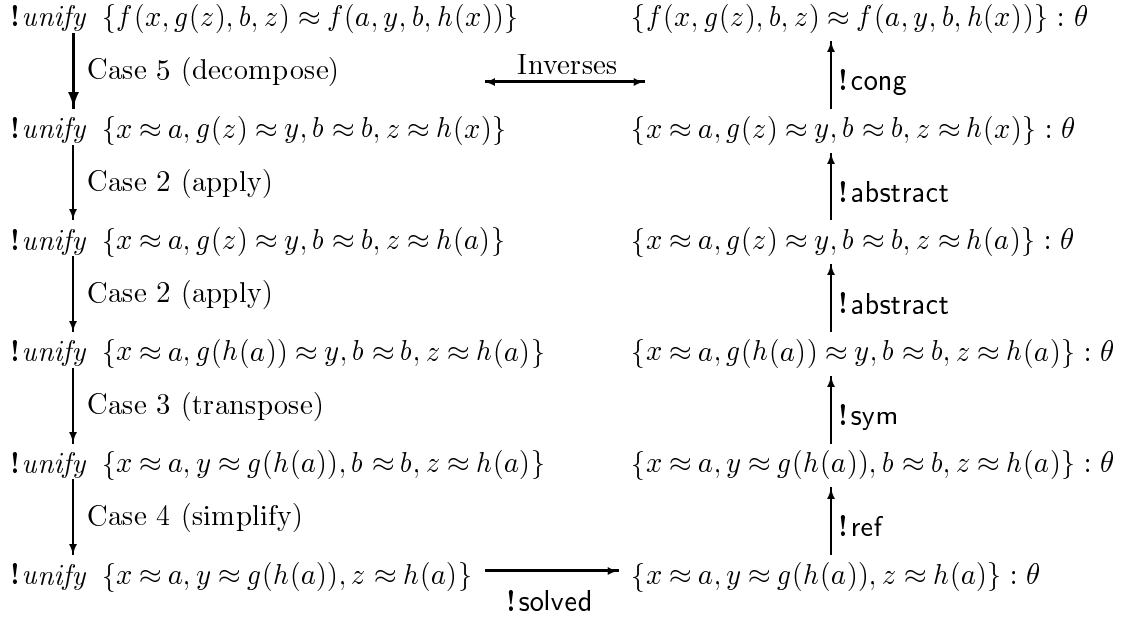 !unify {f(x, g(z), b, z) ≈ f(a, y, b, h(x))} {f(x, g(z), b, z) ≈ f(a, y, b, h(x))} : θ
Case 5 (decompose) Inverses !cong
!unify {x ≈ a, g(z) ≈ y, b ≈ b, z ≈ h(x)} {x ≈ a, g(z) ≈ y, b ≈ b, z ≈ h(x)} : θ
Case 2 (apply) !abstract
!unify {x ≈ a, g(z) ≈ y, b ≈ b, z ≈ h(a)} {x ≈ a, g(z) ≈ y, b ≈ b, z ≈ h(a)} : θ
Case 2 (apply) !abstract
!unify {x ≈ a, g(h(a)) ≈ y, b ≈ b, z ≈ h(a)} {x ≈ a, g(h(a)) ≈ y, b ≈ b, z ≈ h(a)} : θ
Case 3 (transpose) !sym
!unify {x ≈ a, y ≈ g(h(a)), b ≈ b, z ≈ h(a)} {x ≈ a, y ≈ g(h(a)), b ≈ b, z ≈ h(a)} : θ
Case 4 (simplify) !ref
!unify {x ≈ a, y ≈ g(h(a)), z ≈ h(a)} {x ≈ a, y ≈ g(h(a)), z ≈ h(a)} : θ
!solved